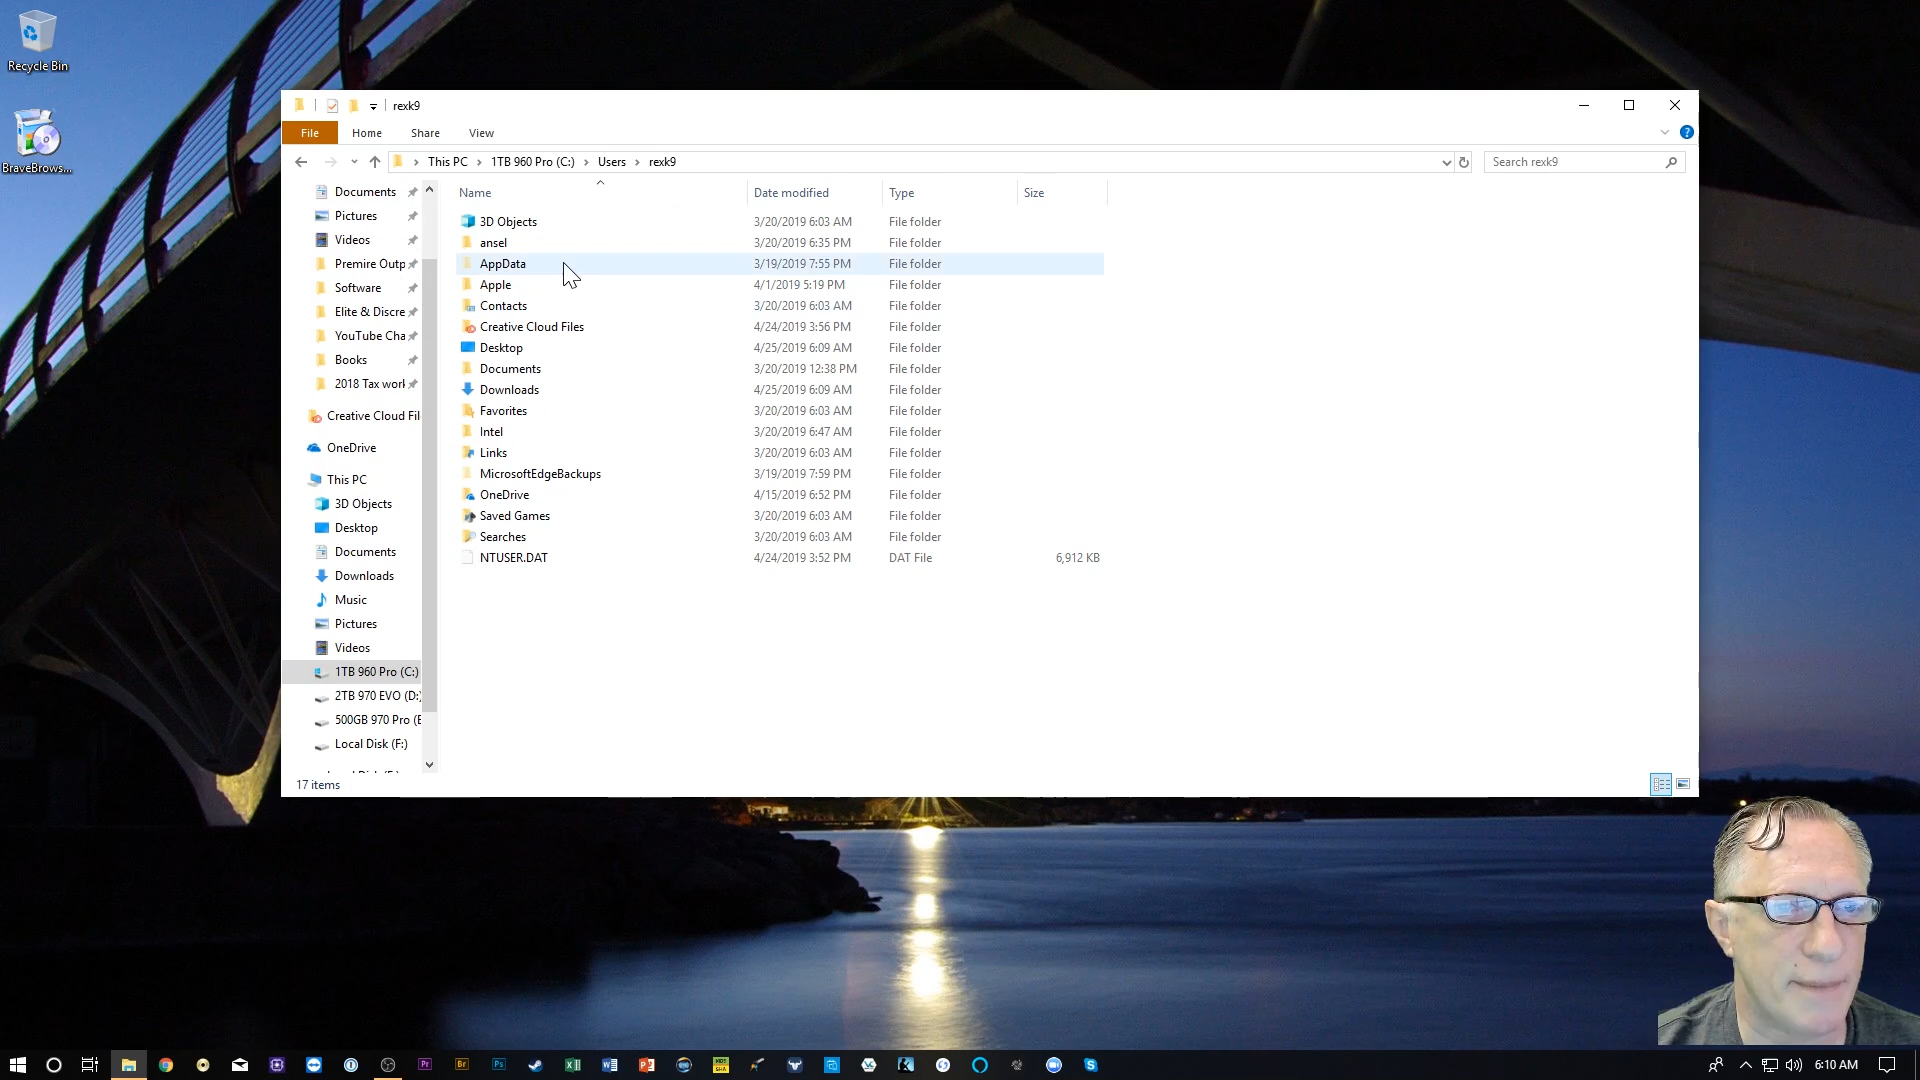 Recycle Bin
BraveBrows...
rexk9
File Home Share View
This PC 1TB 960 Pro (C:) Users rexk9
Search rexk9
Documents
Pictures
Videos
Premire Outp
Software
Elite & Discre
YouTube Cha
Books
2018 Tax work
Creative Cloud Fil
OneDrive
This PC
3D Objects
Desktop
Documents
Downloads
Music
Pictures
Videos
1TB 960 Pro (C:)
2TB 970 EVO (D:)
500GB 970 Pro (E
Local Disk (F:)
Name Date modified Type Size
3D Objects 3/20/2019 6:03 AM File folder
ansel 3/20/2019 6:35 PM File folder
AppData 3/19/2019 7:55 PM File folder
Apple 4/1/2019 5:19 PM File folder
Contacts 3/20/2019 6:03 AM File folder
Creative Cloud Files 4/24/2019 3:56 PM File folder
Desktop 4/25/2019 6:09 AM File folder
Documents 3/20/2019 12:38 PM File folder
Downloads 4/25/2019 6:09 AM File folder
Favorites 3/20/2019 6:03 AM File folder
Intel 3/20/2019 6:47 AM File folder
Links 3/20/2019 6:03 AM File folder
MicrosoftEdgeBackups 3/19/2019 7:59 PM File folder
OneDrive 4/15/2019 6:52 PM File folder
Saved Games 3/20/2019 6:03 AM File folder
Searches 3/20/2019 6:03 AM File folder
NTUSER.DAT 4/24/2019 3:52 PM DAT File 6,912 KB
17 items
Pr Br Ps
6:10 AM